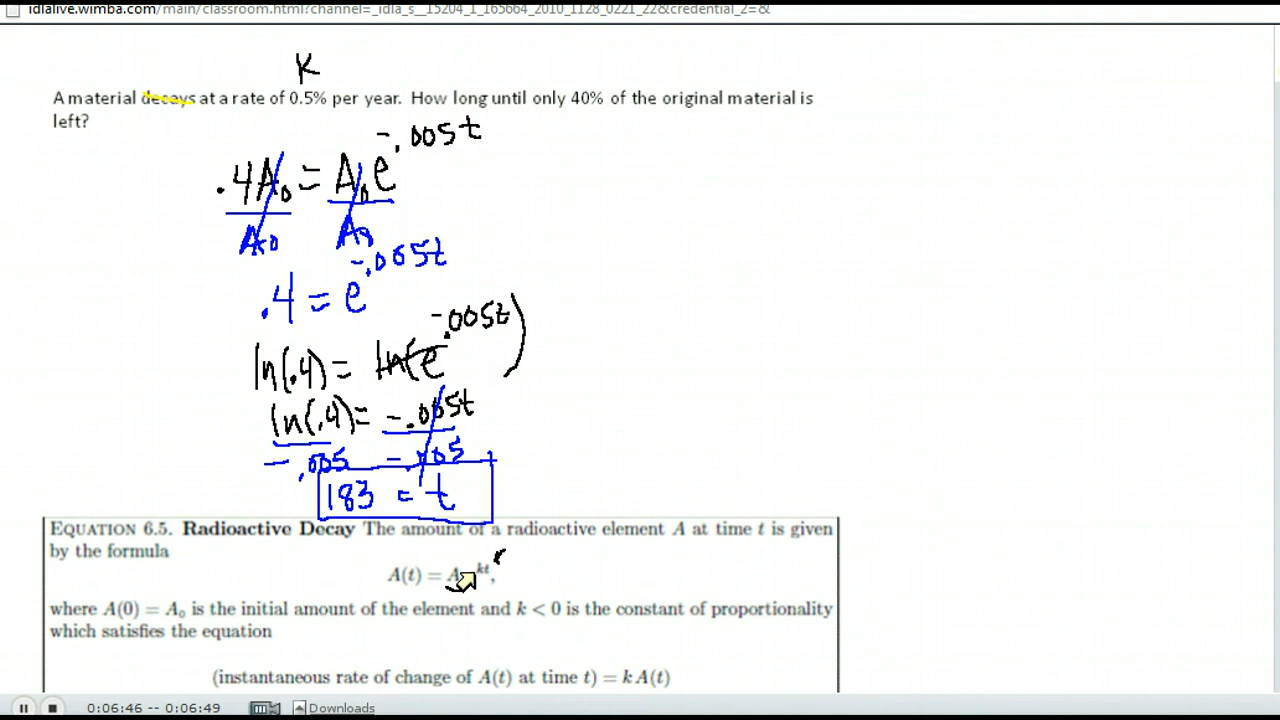 idlalive.wimba.com/main/classroom.html?channel=_idla_s__15204_1_165664_2010_1128_0221_22&credential_2=&
K
A material decays at a rate of 0.5% per year. How long until only 40% of the original material is
left?
.4A₀ = A₀e^-.005t
A₀ A₀
.4 = e^-.005t
ln(.4) = ln(e^-.005t)
ln(.4) = -.005t
-.005 -.005
183 = t
EQUATION 6.5. Radioactive Decay The amount of a radioactive element A at time t is given
by the formula
A(t) = A kt,
where A(0) = A₀ is the initial amount of the element and k < 0 is the constant of proportionality
which satisfies the equation
(instantaneous rate of change of A(t) at time t) = k A(t)
0:06:46 -- 0:06:49
Downloads